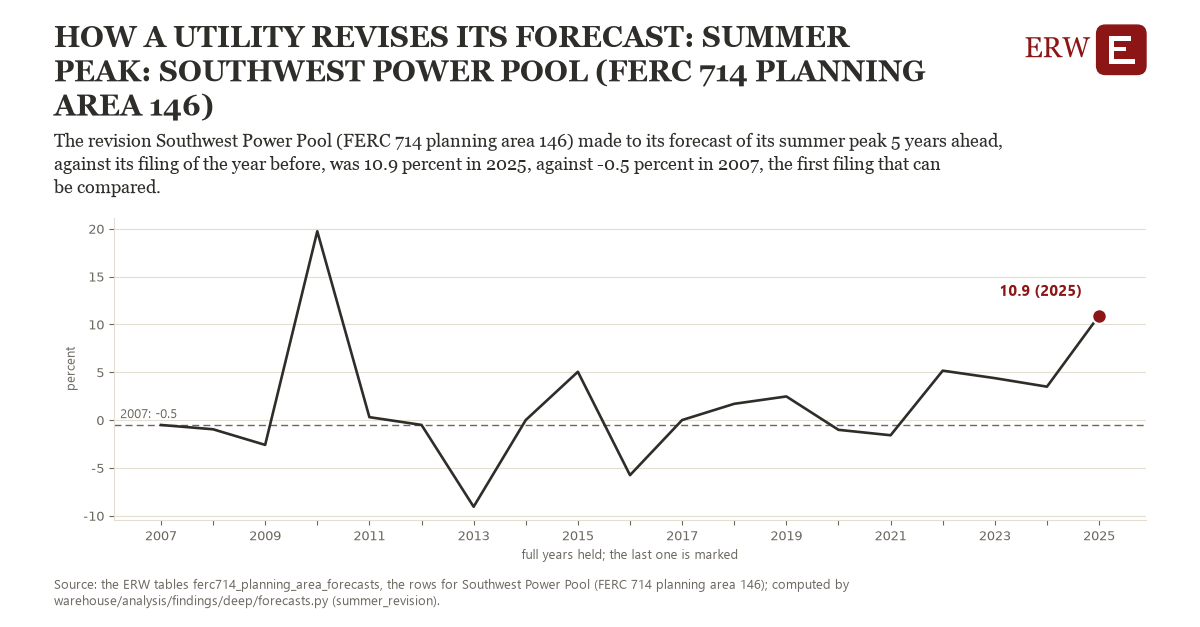 HOW A UTILITY REVISES ITS FORECAST: SUMMER
PEAK: SOUTHWEST POWER POOL (FERC 714 PLANNING
AREA 146)
ERW E
The revision Southwest Power Pool (FERC 714 planning area 146) made to its forecast of its summer peak 5 years ahead,
against its filing of the year before, was 10.9 percent in 2025, against -0.5 percent in 2007, the first filing that can
be compared.
20
15
10
5
0
-5
-10
percent
2007: -0.5
10.9 (2025)
2007 2009 2011 2013 2015 2017 2019 2021 2023 2025
full years held; the last one is marked
Source: the ERW tables ferc714_planning_area_forecasts, the rows for Southwest Power Pool (FERC 714 planning area 146); computed by
warehouse/analysis/findings/deep/forecasts.py (summer_revision).